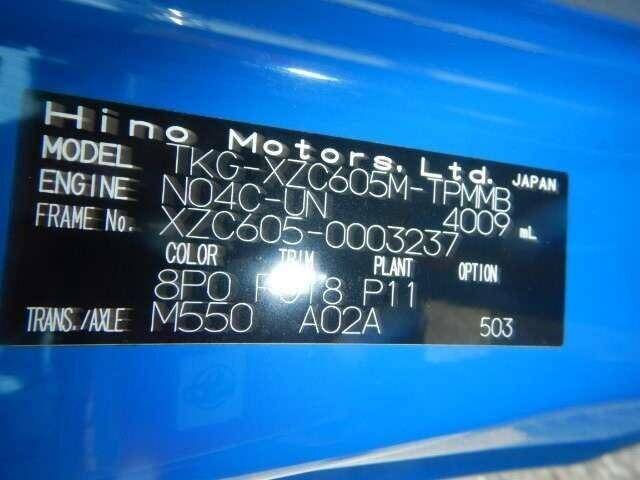 Hino Motors, Ltd. JAPAN
MODEL TKG-XZC605M-TPMMB
ENGINE N04C-UN 4009 mL
FRAME No. XZC605-0003237
COLOR TRIM PLANT OPTION
8P0 P11
TRANS./AXLE M550 A02A 503